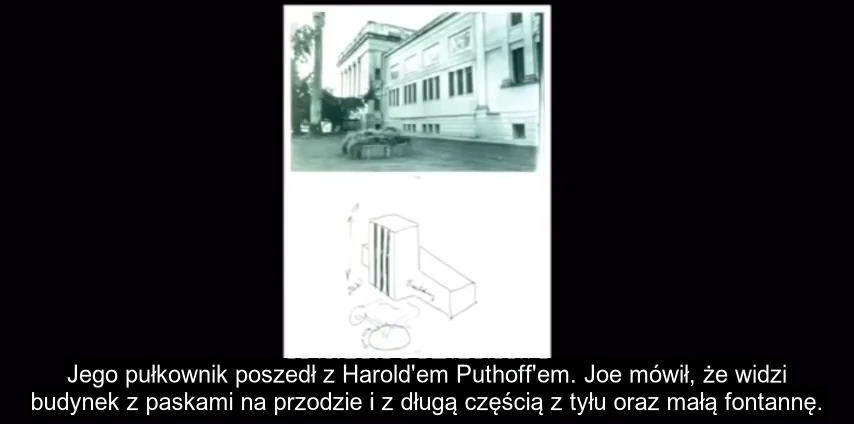 Jego pułkownik poszedł z Harold'em Puthoff'em. Joe mówił, że widzi
budynek z paskami na przodzie i z długą częścią z tyłu oraz małą fontannę.